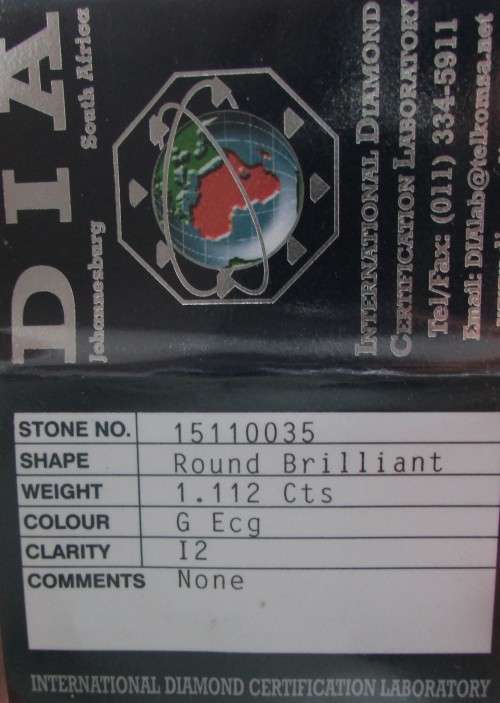 DIA
Johannesburg South Africa
INTERNATIONAL DIAMOND
CERTIFICATION LABORATORY
Tel/Fax: (011) 334-5911
Email: DIAlab@telkomsa.net
STONE NO. 15110035
SHAPE Round Brilliant
WEIGHT 1.112 Cts
COLOUR G Ecg
CLARITY I2
COMMENTS None
INTERNATIONAL DIAMOND CERTIFICATION LABORATORY